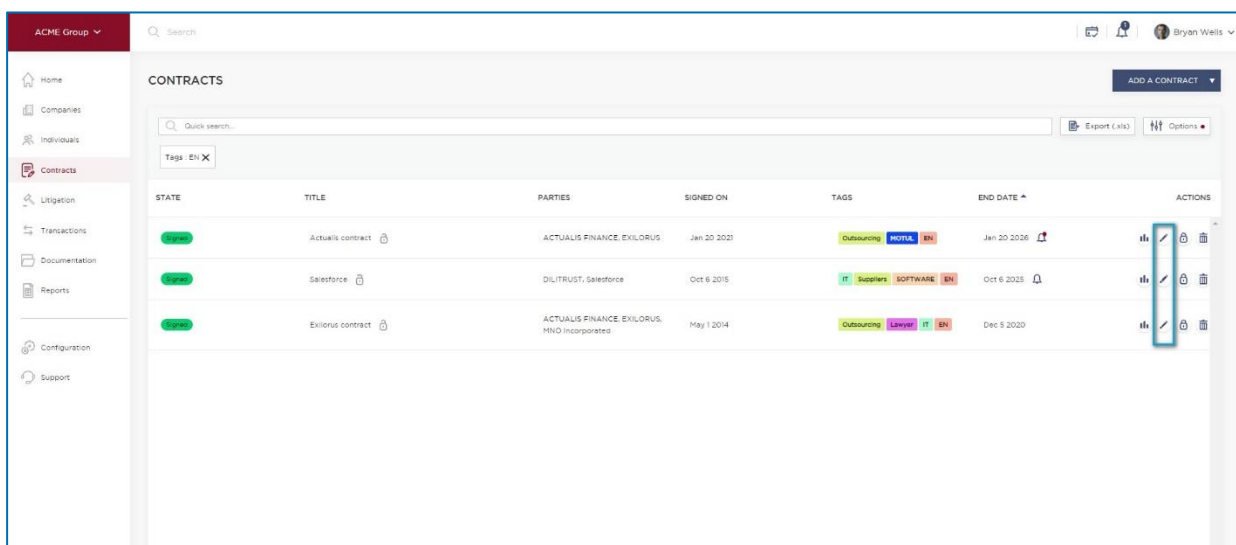 ACME Group
Search
1
Bryan Wells
Home
Companies
Individuals
Contracts
Litigation
Transactions
Documentation
Reports
Configuration
Support
CONTRACTS
ADD A CONTRACT
Quick search...
Export (.xls)
Options
Tags : EN
STATE TITLE PARTIES SIGNED ON TAGS END DATE ACTIONS
Signed Actualis contract ACTUALIS FINANCE, EXILORUS Jan 20 2021 Outsourcing MOTUL EN Jan 20 2026
Signed Salesforce DILITRUST, Salesforce Oct 6 2015 IT Suppliers SOFTWARE EN Oct 6 2025
Signed Exilorus contract ACTUALIS FINANCE, EXILORUS, May 1 2014 Outsourcing Lawyer IT EN Dec 5 2020
MNO Incorporated